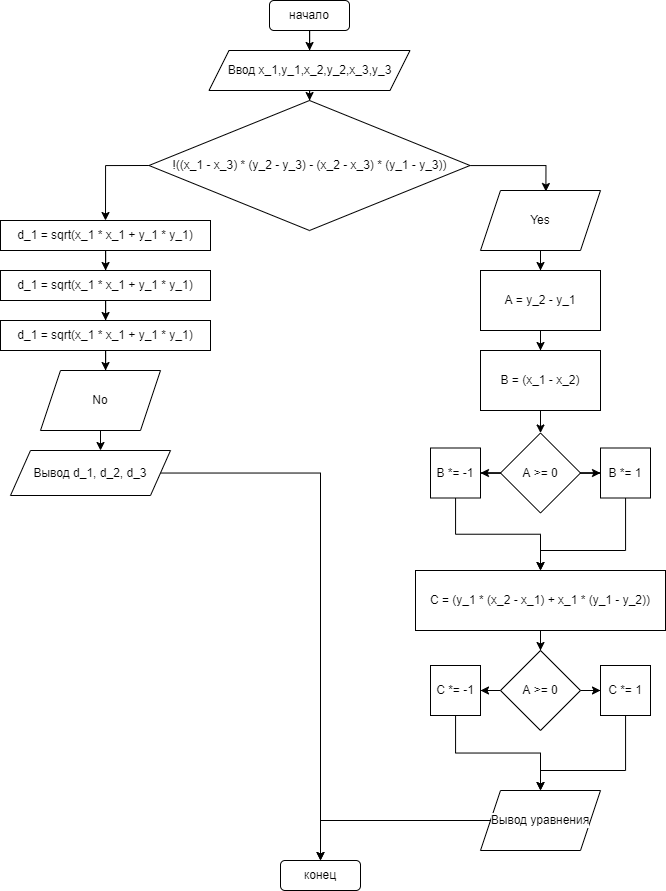 начало
Ввод x_1,y_1,x_2,y_2,x_3,y_3
!((x_1 - x_3) * (y_2 - y_3) - (x_2 - x_3) * (y_1 - y_3))
d_1 = sqrt(x_1 * x_1 + y_1 * y_1)
d_1 = sqrt(x_1 * x_1 + y_1 * y_1)
d_1 = sqrt(x_1 * x_1 + y_1 * y_1)
No
Вывод d_1, d_2, d_3
Yes
A = y_2 - y_1
B = (x_1 - x_2)
B *= -1
A >= 0
B *= 1
C = (y_1 * (x_2 - x_1) + x_1 * (y_1 - y_2))
C *= -1
A >= 0
C *= 1
Вывод уравнения
конец